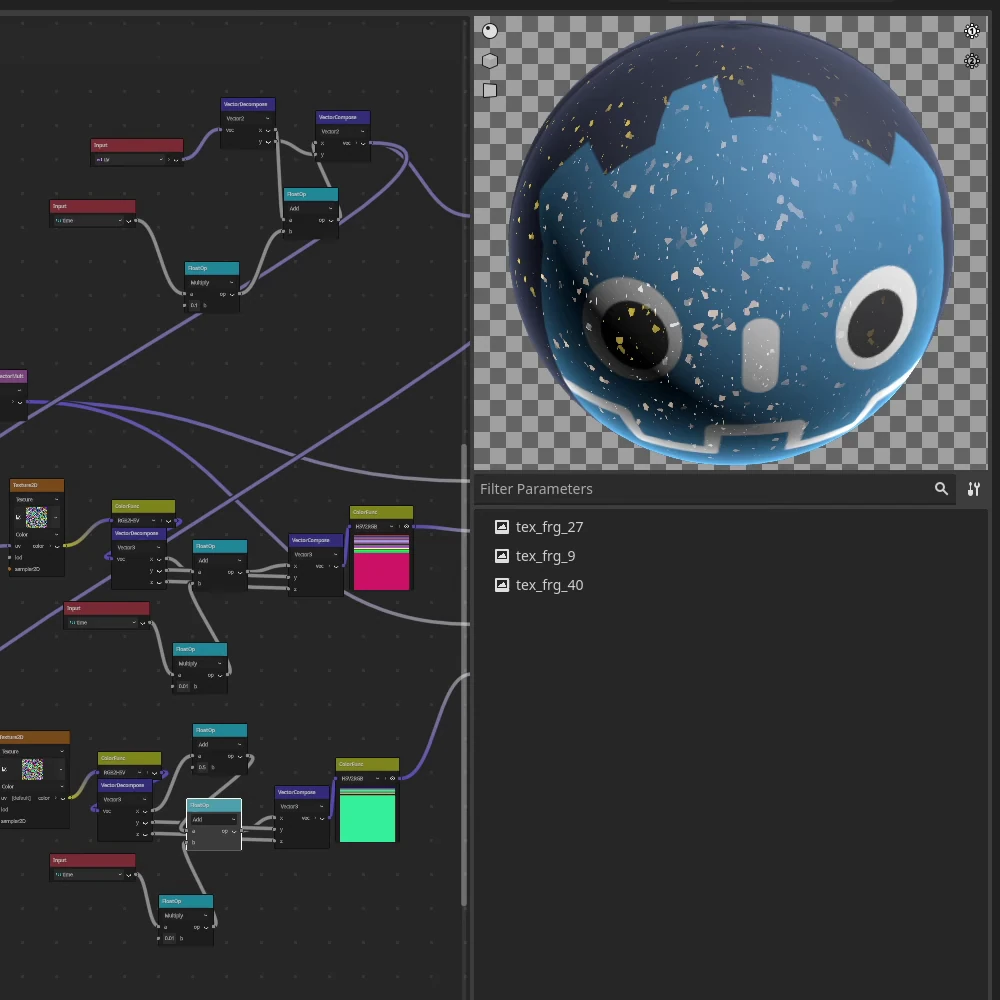 VectorDecompose
Vector2
vec x
y
VectorCompose
Vector2
x vec
y
Input
uv
FloatOp
Add
a op
b
Input
time
FloatOp
Multiply
a op
0.1 b
Texture2D
Texture
Color
uv color
lod
sampler2D
ColorFunc
RGB2HSV
VectorDecompose
Vector3
vec x
y
z
FloatOp
Add
a op
b
VectorCompose
Vector3
x vec
y
z
ColorFunc
HSV2RGB
Input
time
FloatOp
Multiply
a op
0.01 b
Texture2D
Texture
Color
uv [default] color
lod
sampler2D
ColorFunc
RGB2HSV
VectorDecompose
Vector3
vec x
y
z
FloatOp
Add
a op
0.5 b
FloatOp
Add
a op
b
VectorCompose
Vector3
x vec
y
z
ColorFunc
HSV2RGB
Input
time
FloatOp
Multiply
a op
0.01 b
1
2
Filter Parameters
tex_frg_27
tex_frg_9
tex_frg_40